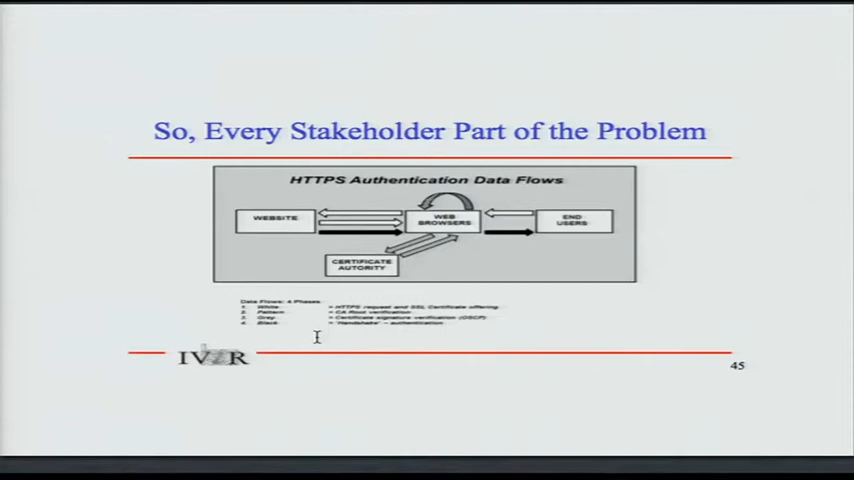 So, Every Stakeholder Part of the Problem
HTTPS Authentication Data Flows
WEBSITE
WEB
BROWSERS
END
USERS
CERTIFICATE
AUTORITY
Data Flows: 4 Phases
1. White = HTTPS request and SSL Certificate offering
2. Pattern = CA Root verification
3. Grey = Certificate signature verification (OSCP)
4. Black = 'Handshake' – authentication
45